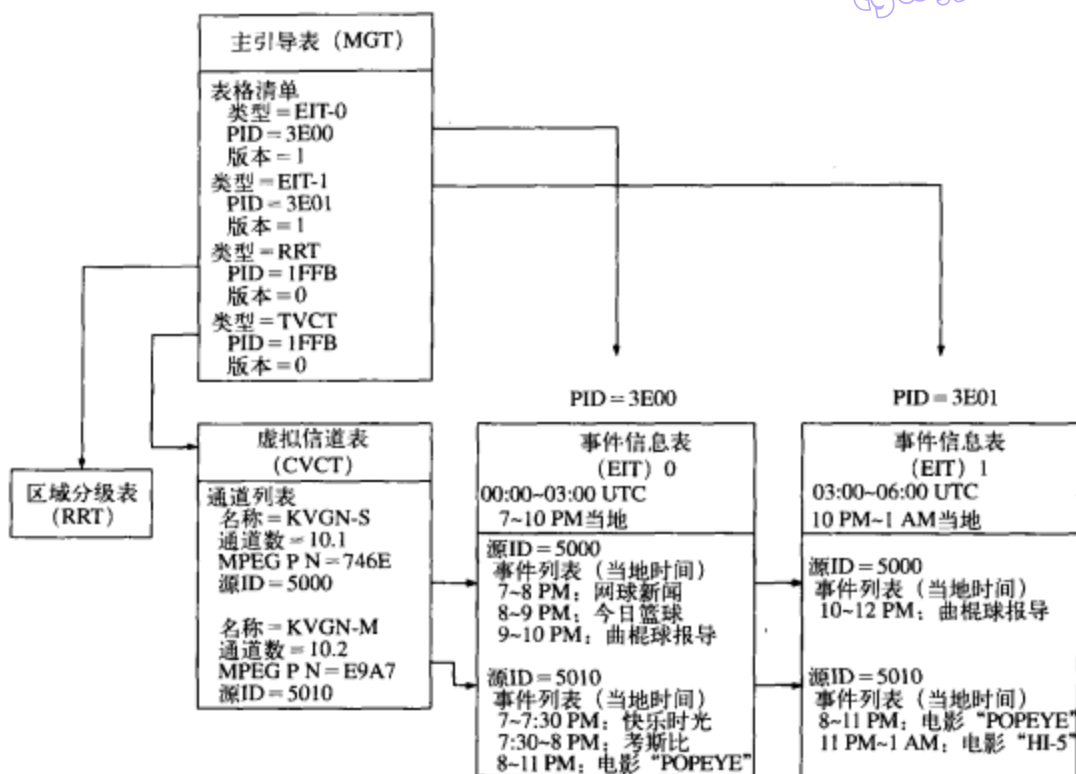 主引导表（MGT）
表格清单
类型＝EIT-0
PID＝3E00
版本＝1
类型＝EIT-1
PID＝3E01
版本＝1
类型＝RRT
PID＝1FFB
版本＝0
类型＝TVCT
PID＝1FFB
版本＝0
区域分级表
(RRT)
虚拟信道表
(CVCT)
通道列表
名称＝KVGN-S
通道数＝10.1
MPEG P N＝746E
源ID＝5000
名称＝KVGN-M
通道数＝10.2
MPEG P N＝E9A7
源ID＝5010
PID＝3E00
事件信息表
(EIT) 0
00:00~03:00 UTC
7~10 PM当地
源ID＝5000
事件列表（当地时间）
7~8 PM；网球新闻
8~9 PM；今日篮球
9~10 PM；曲棍球报导
源ID＝5010
事件列表（当地时间）
7~7:30 PM；快乐时光
7:30~8 PM；考斯比
8~11 PM；电影“POPEYE”
PID＝3E01
事件信息表
(EIT) 1
03:00~06:00 UTC
10 PM~1 AM当地
源ID＝5000
事件列表（当地时间）
10~12 PM；曲棍球报导
源ID＝5010
事件列表（当地时间）
8~11 PM；电影“POPEYE”
11 PM~1 AM；电影“HI-5”